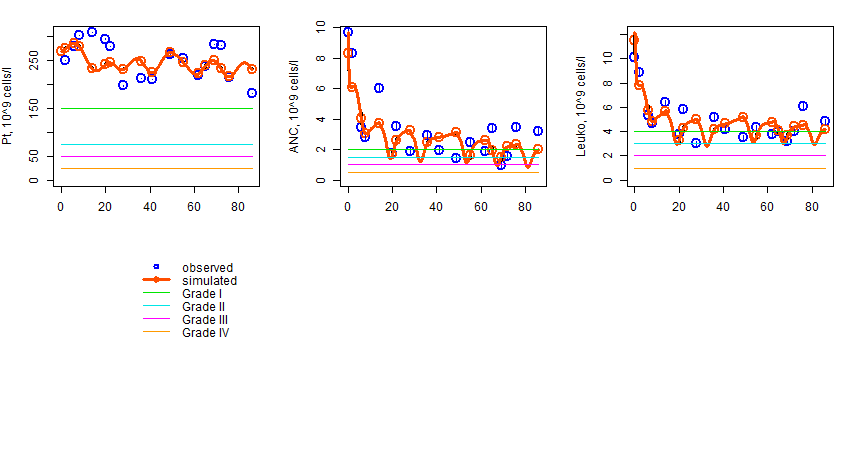 Pt, 10^9 cells/l
0
50
150
250
0 20 40 60 80
ANC, 10^9 cells/l
0 2 4 6 8 10
0 20 40 60 80
Leuko, 10^9 cells/l
0 2 4 6 8 10
0 20 40 60 80
observed
simulated
Grade I
Grade II
Grade III
Grade IV